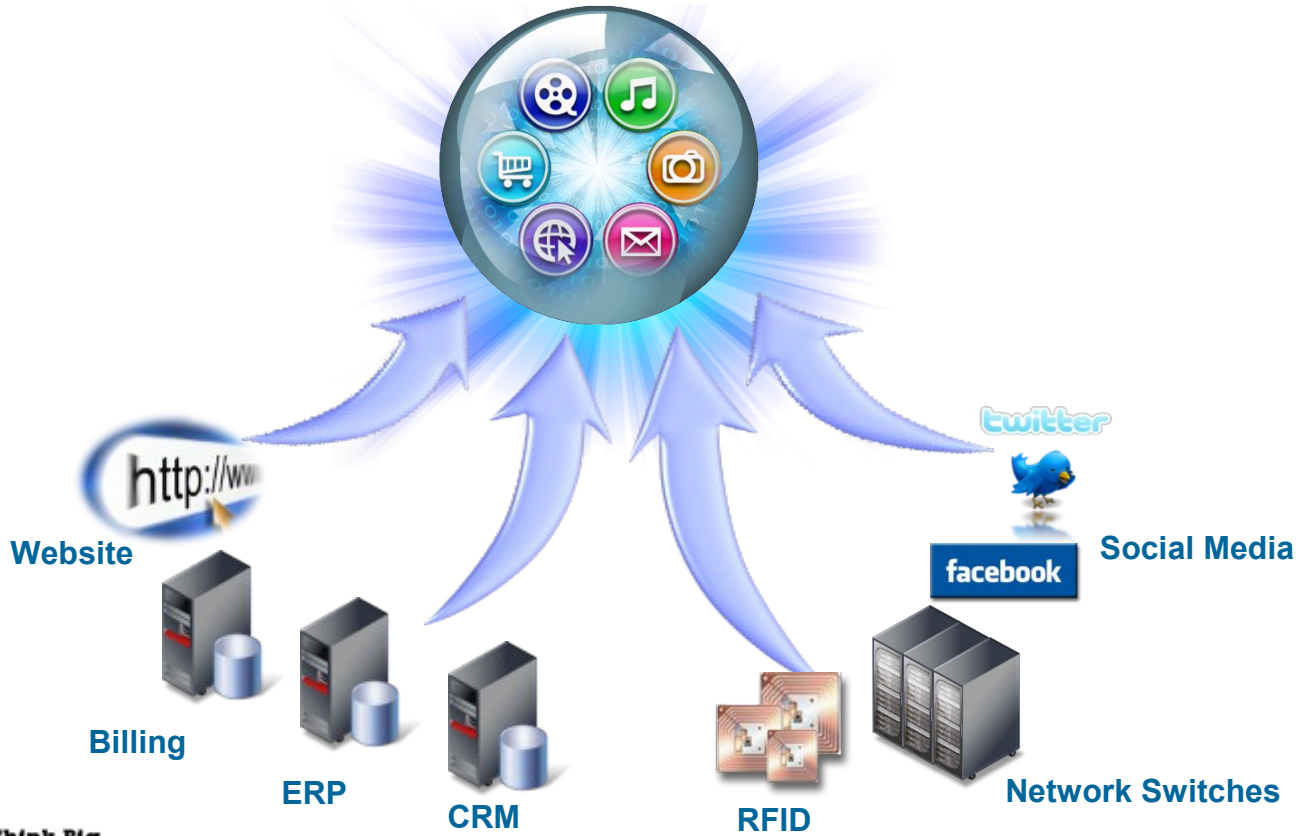 twitter
http://ww
Website
Social Media
facebook
Billing
ERP
CRM
RFID
Network Switches